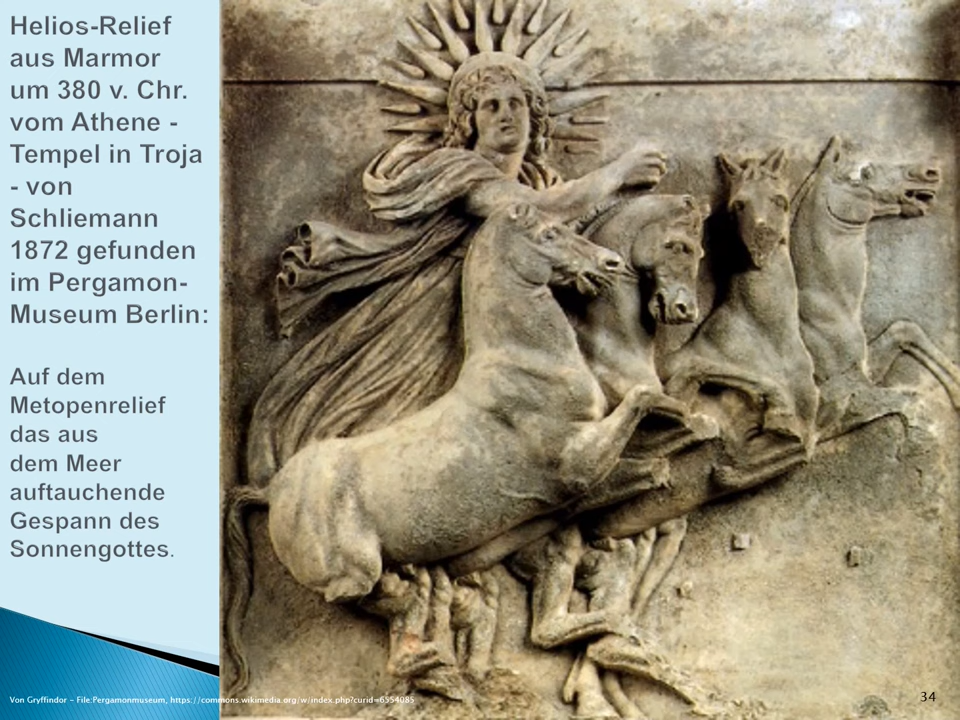 Helios-Relief
aus Marmor
um 380 v. Chr.
vom Athene -
Tempel in Troja
- von
Schliemann
1872 gefunden
im Pergamon-
Museum Berlin:
Auf dem
Metopenrelief
das aus
dem Meer
auftauchende
Gespann des
Sonnengottes.
Von Gryffindor - File:Pergamonmuseum, https://commons.wikimedia.org/w/index.php?curid=6554085
34